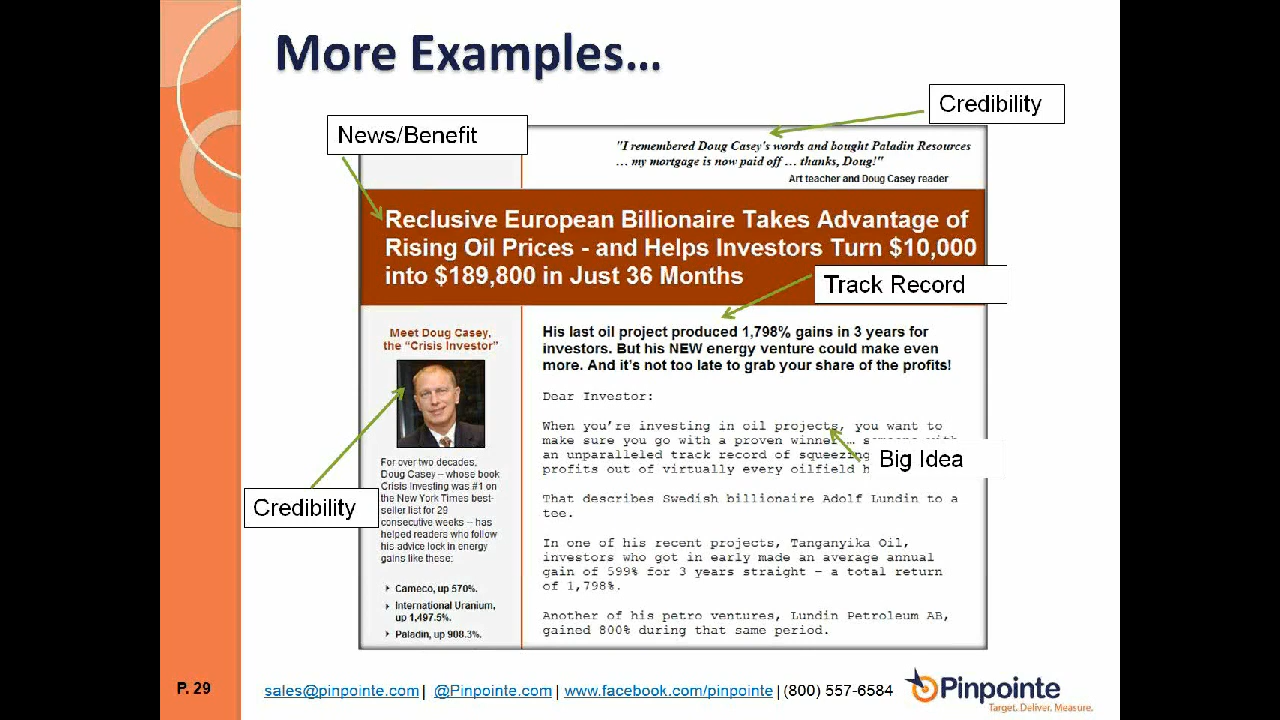 More Examples...
Credibility
News/Benefit
"I remembered Doug Casey's words and bought Paladin Resources
... my mortgage is now paid off ... thanks, Doug!"
Art teacher and Doug Casey reader
Reclusive European Billionaire Takes Advantage of
Rising Oil Prices - and Helps Investors Turn $10,000
into $189,800 in Just 36 Months
Track Record
Meet Doug Casey,
the "Crisis Investor"
For over two decades,
Doug Casey – whose book
Crisis Investing was #1 on
the New York Times best-
seller list for 29
consecutive weeks – has
helped readers who follow
his advice lock in energy
gains like these:
Cameco, up 570%.
International Uranium,
up 1,497.5%.
Paladin, up 908.3%.
Credibility
His last oil project produced 1,798% gains in 3 years for
investors. But his NEW energy venture could make even
more. And it's not too late to grab your share of the profits!
Dear Investor:
When you're investing in oil projects, you want to
make sure you go with a proven winner …
an unparalleled track record of squeezing
profits out of virtually every oilfield
Big Idea
That describes Swedish billionaire Adolf Lundin to a
tee.
In one of his recent projects, Tanganyika Oil,
investors who got in early made an average annual
gain of 599% for 3 years straight – a total return
of 1,798%.
Another of his petro ventures, Lundin Petroleum AB,
gained 800% during that same period.
P. 29
sales@pinpointe.com | @Pinpointe.com | www.facebook.com/pinpointe | (800) 557-6584
Pinpointe
Target. Deliver. Measure.